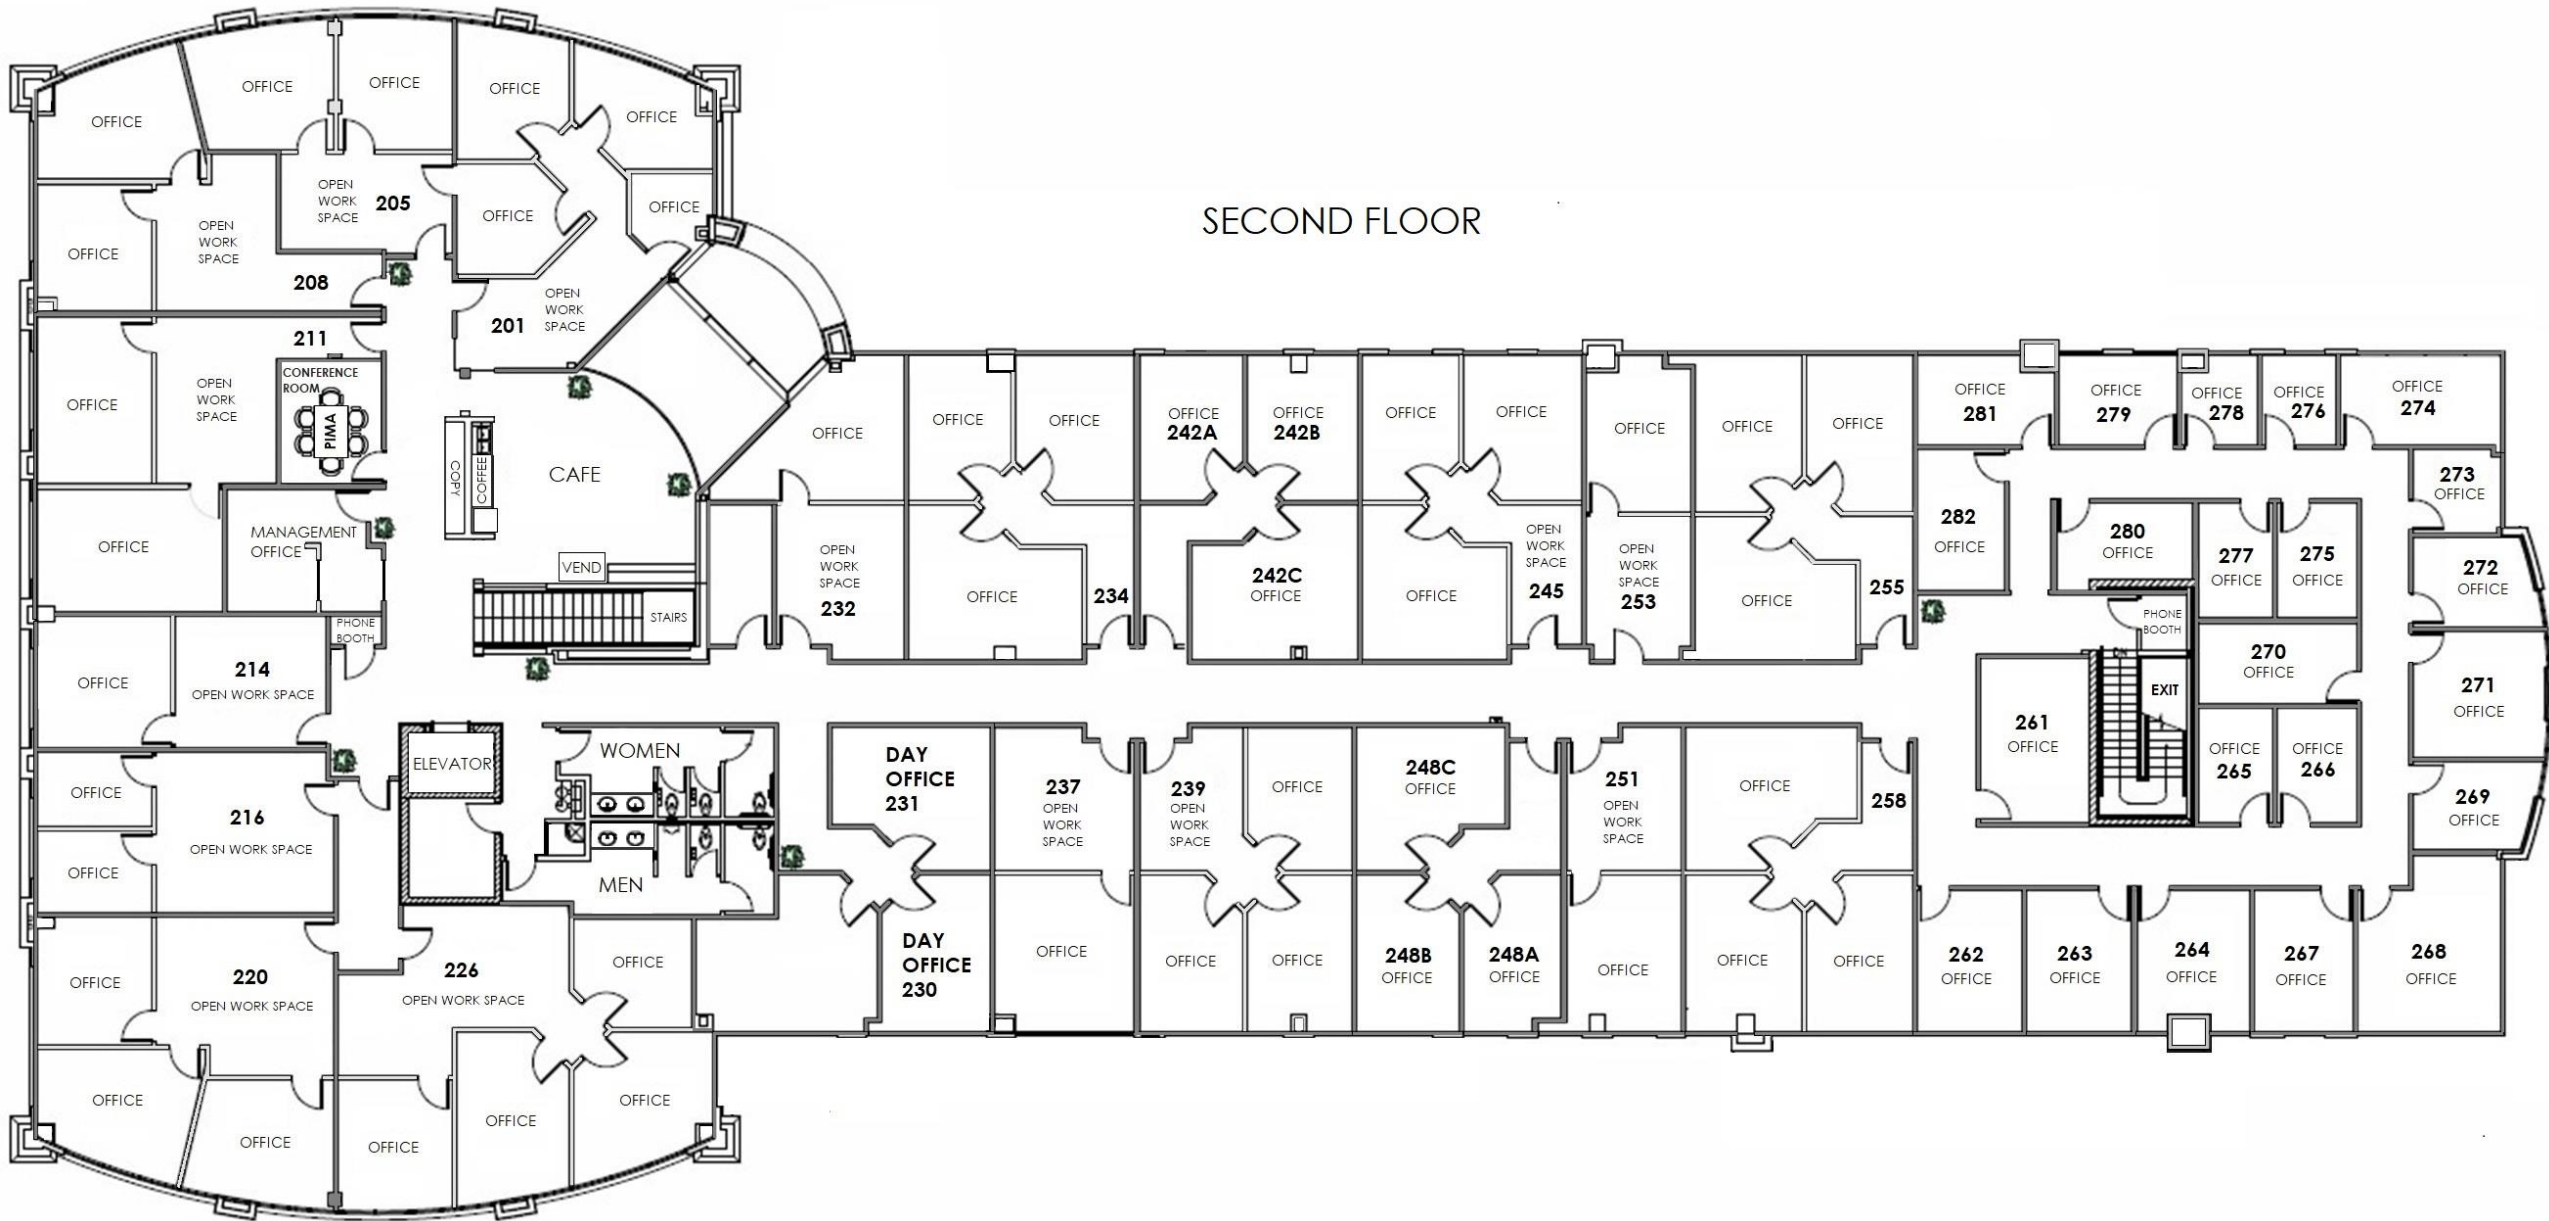 SECOND FLOOR
OFFICE
OFFICE
OFFICE
OFFICE
OFFICE
OFFICE
OFFICE
OFFICE
OPEN
WORK
SPACE
205
OPEN
WORK
SPACE
208
OPEN
WORK
SPACE
201
211
CONFERENCE
ROOM
PIMA
OPEN
WORK
SPACE
OFFICE
OFFICE
MANAGEMENT
OFFICE
COPY
COFFEE
CAFE
VEND
STAIRS
PHONE
BOOTH
OFFICE
214
OPEN WORK SPACE
OFFICE
OFFICE
216
OPEN WORK SPACE
OFFICE
220
OPEN WORK SPACE
OFFICE
OFFICE
226
OPEN WORK SPACE
OFFICE
OFFICE
OFFICE
OFFICE
ELEVATOR
WOMEN
MEN
OFFICE
OPEN
WORK
SPACE
232
OFFICE
OFFICE
OFFICE
234
OFFICE
242A
OFFICE
242B
242C
OFFICE
OFFICE
OFFICE
OFFICE
OPEN
WORK
SPACE
245
OFFICE
OPEN
WORK
SPACE
253
OFFICE
OFFICE
OFFICE
255
DAY
OFFICE
231
DAY
OFFICE
230
237
OPEN
WORK
SPACE
OFFICE
239
OPEN
WORK
SPACE
OFFICE
OFFICE
OFFICE
248C
OFFICE
248B
OFFICE
248A
OFFICE
251
OPEN
WORK
SPACE
OFFICE
OFFICE
258
OFFICE
OFFICE
OFFICE
281
OFFICE
279
OFFICE
278
OFFICE
276
OFFICE
274
273
OFFICE
282
OFFICE
280
OFFICE
277
OFFICE
275
OFFICE
272
OFFICE
PHONE
BOOTH
DN
EXIT
270
OFFICE
271
OFFICE
261
OFFICE
OFFICE
265
OFFICE
266
269
OFFICE
262
OFFICE
263
OFFICE
264
OFFICE
267
OFFICE
268
OFFICE